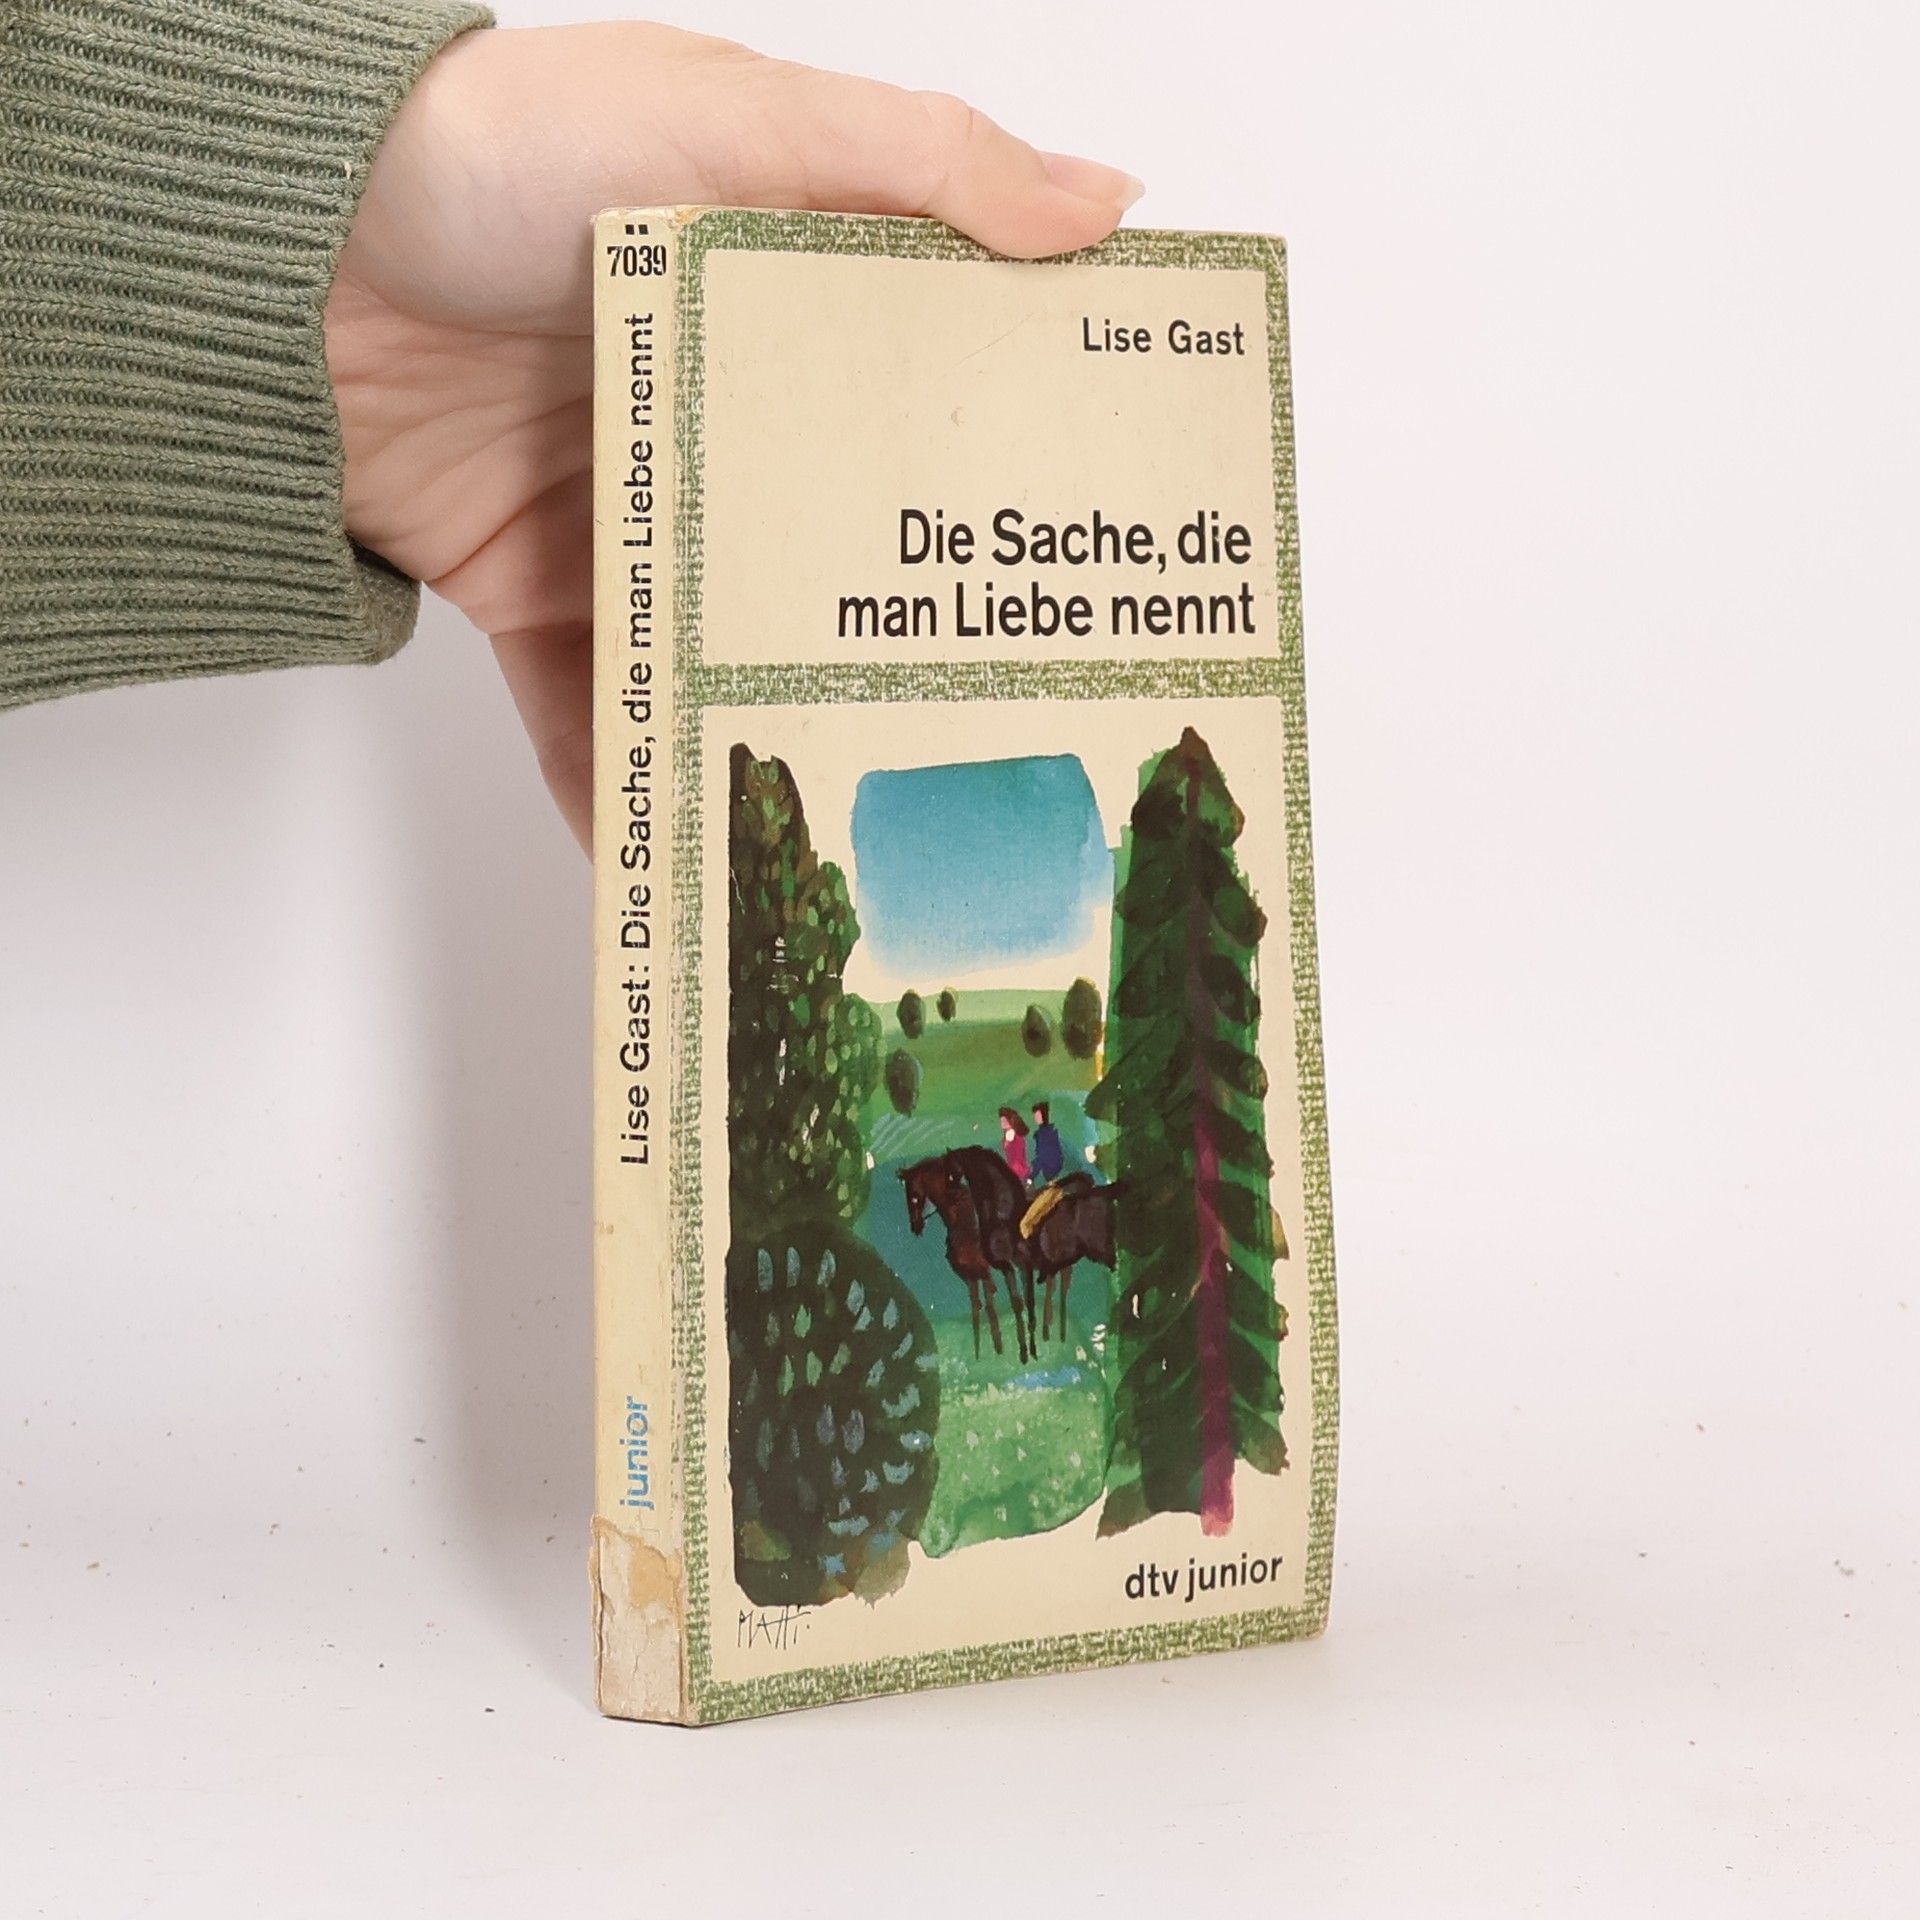 7039
Lise Gast: Die Sache, die man Liebe nennt
junior
Lise Gast
Die Sache, die
man Liebe nennt
dtv junior